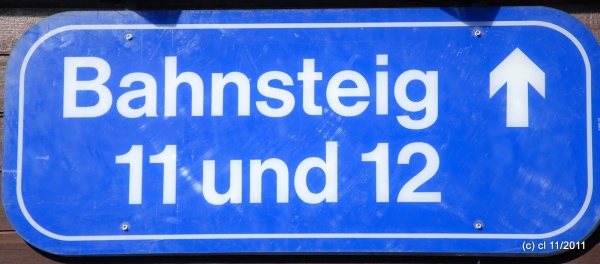 Bahnsteig ↑
11 und 12
(c) cl 11/2011